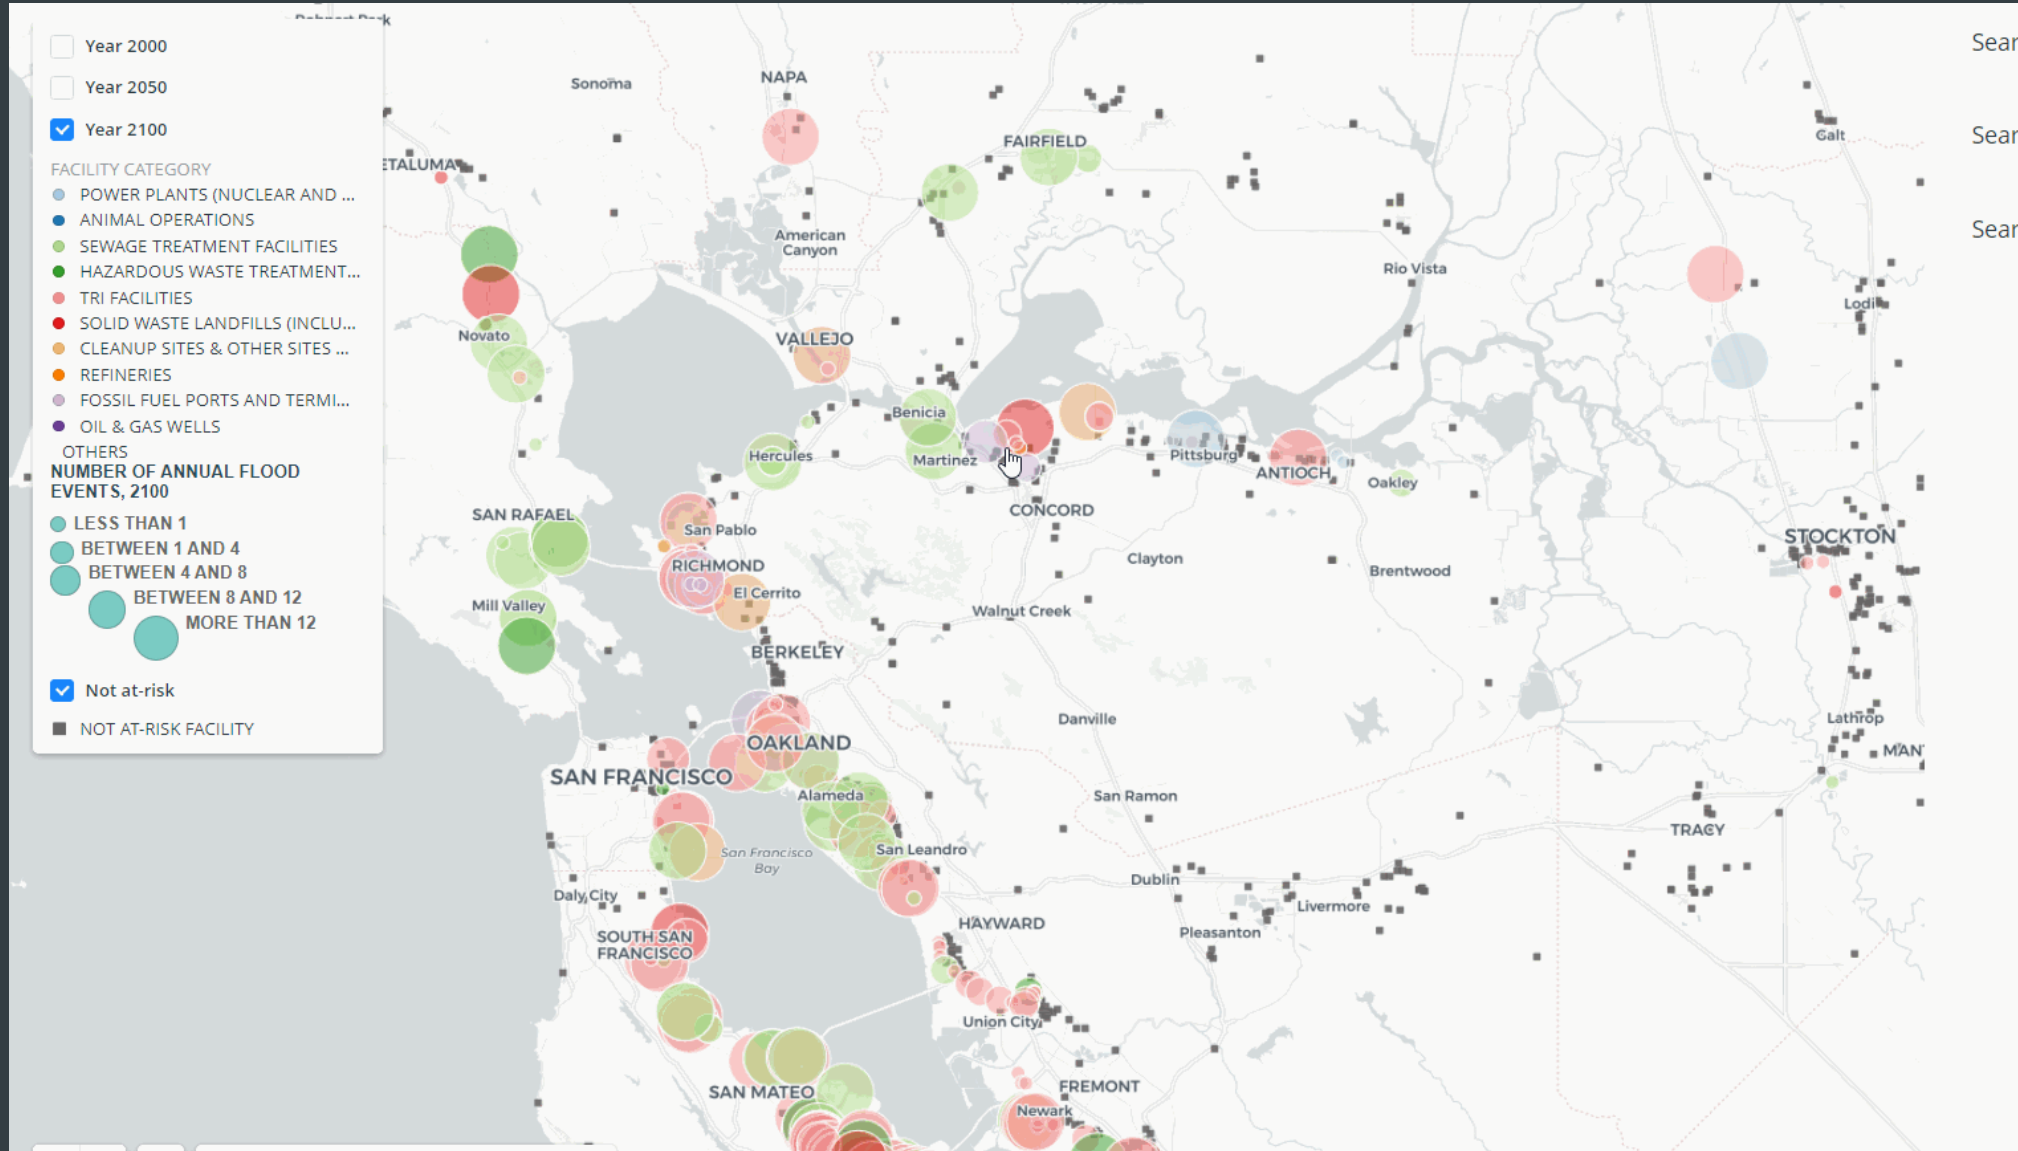 Year 2000
Year 2050
Year 2100
FACILITY CATEGORY
POWER PLANTS (NUCLEAR AND ...
ANIMAL OPERATIONS
SEWAGE TREATMENT FACILITIES
HAZARDOUS WASTE TREATMENT...
TRI FACILITIES
SOLID WASTE LANDFILLS (INCLU...
CLEANUP SITES & OTHER SITES ...
REFINERIES
FOSSIL FUEL PORTS AND TERMI...
OIL & GAS WELLS
OTHERS
NUMBER OF ANNUAL FLOOD
EVENTS, 2100
LESS THAN 1
BETWEEN 1 AND 4
BETWEEN 4 AND 8
BETWEEN 8 AND 12
MORE THAN 12
Not at-risk
NOT AT-RISK FACILITY
Sonoma
NAPA
FAIRFIELD
Galt
ETALUMA
American
Canyon
Rio Vista
Lodi
Novato
VALLEJO
Benicia
Hercules
Martinez
Pittsburg
ANTIOCH
Oakley
SAN RAFAEL
CONCORD
San Pablo
STOCKTON
RICHMOND
Clayton
Brentwood
El Cerrito
Mill Valley
Walnut Creek
BERKELEY
Danville
Lathrop
OAKLAND
MAN
SAN FRANCISCO
Alameda
San Ramon
TRACY
San Francisco
Bay
San Leandro
Dublin
Daly City
Livermore
HAYWARD
Pleasanton
SOUTH SAN
FRANCISCO
Union City
SAN MATEO
FREMONT
Newark
Sear
Sear
Sear